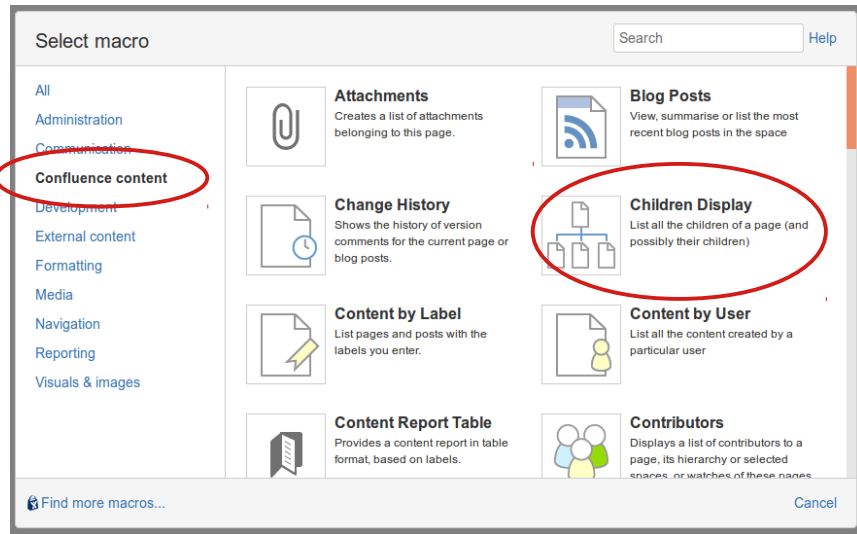 Select macro
Search
Help
All
Administration
Communication
Confluence content
Development
External content
Formatting
Media
Navigation
Reporting
Visuals & images
Attachments
Creates a list of attachments
belonging to this page.
Blog Posts
View, summarise or list the most
recent blog posts in the space
Change History
Shows the history of version
comments for the current page or
blog posts.
Children Display
List all the children of a page (and
possibly their children)
Content by Label
List pages and posts with the
labels you enter.
Content by User
List all the content created by a
particular user
Content Report Table
Provides a content report in table
format, based on labels.
Contributors
Displays a list of contributors to a
page, its hierarchy or selected
spaces, or watches of these pages
Find more macros...
Cancel